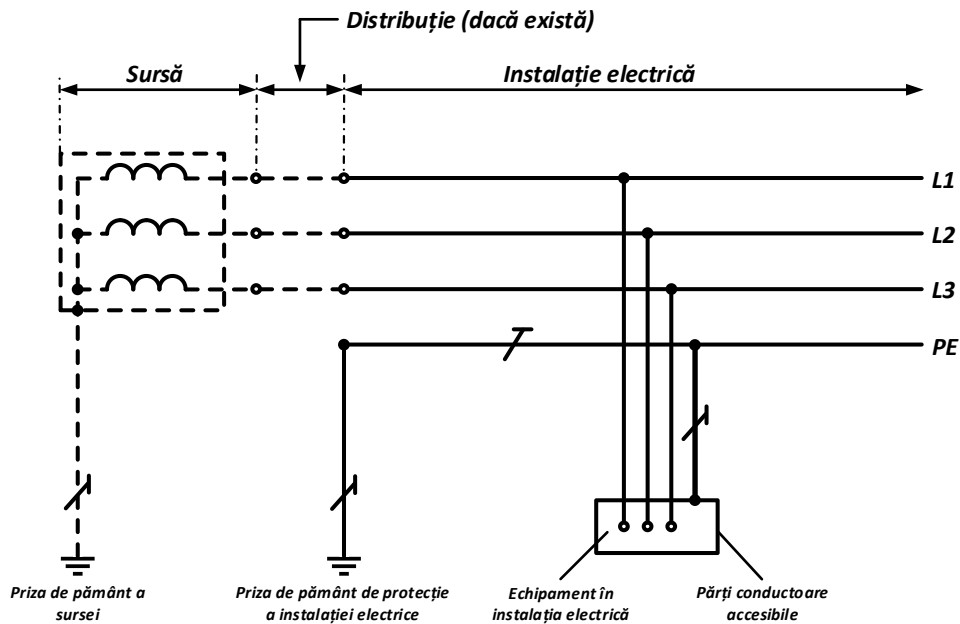 Distribuție (dacă există)
Sursă
Instalație electrică
L1
L2
L3
PE
Priza de pământ a
sursei
Priza de pământ de protecție
a instalației electrice
Echipament în
instalația electrică
Părți conductoare
accesibile